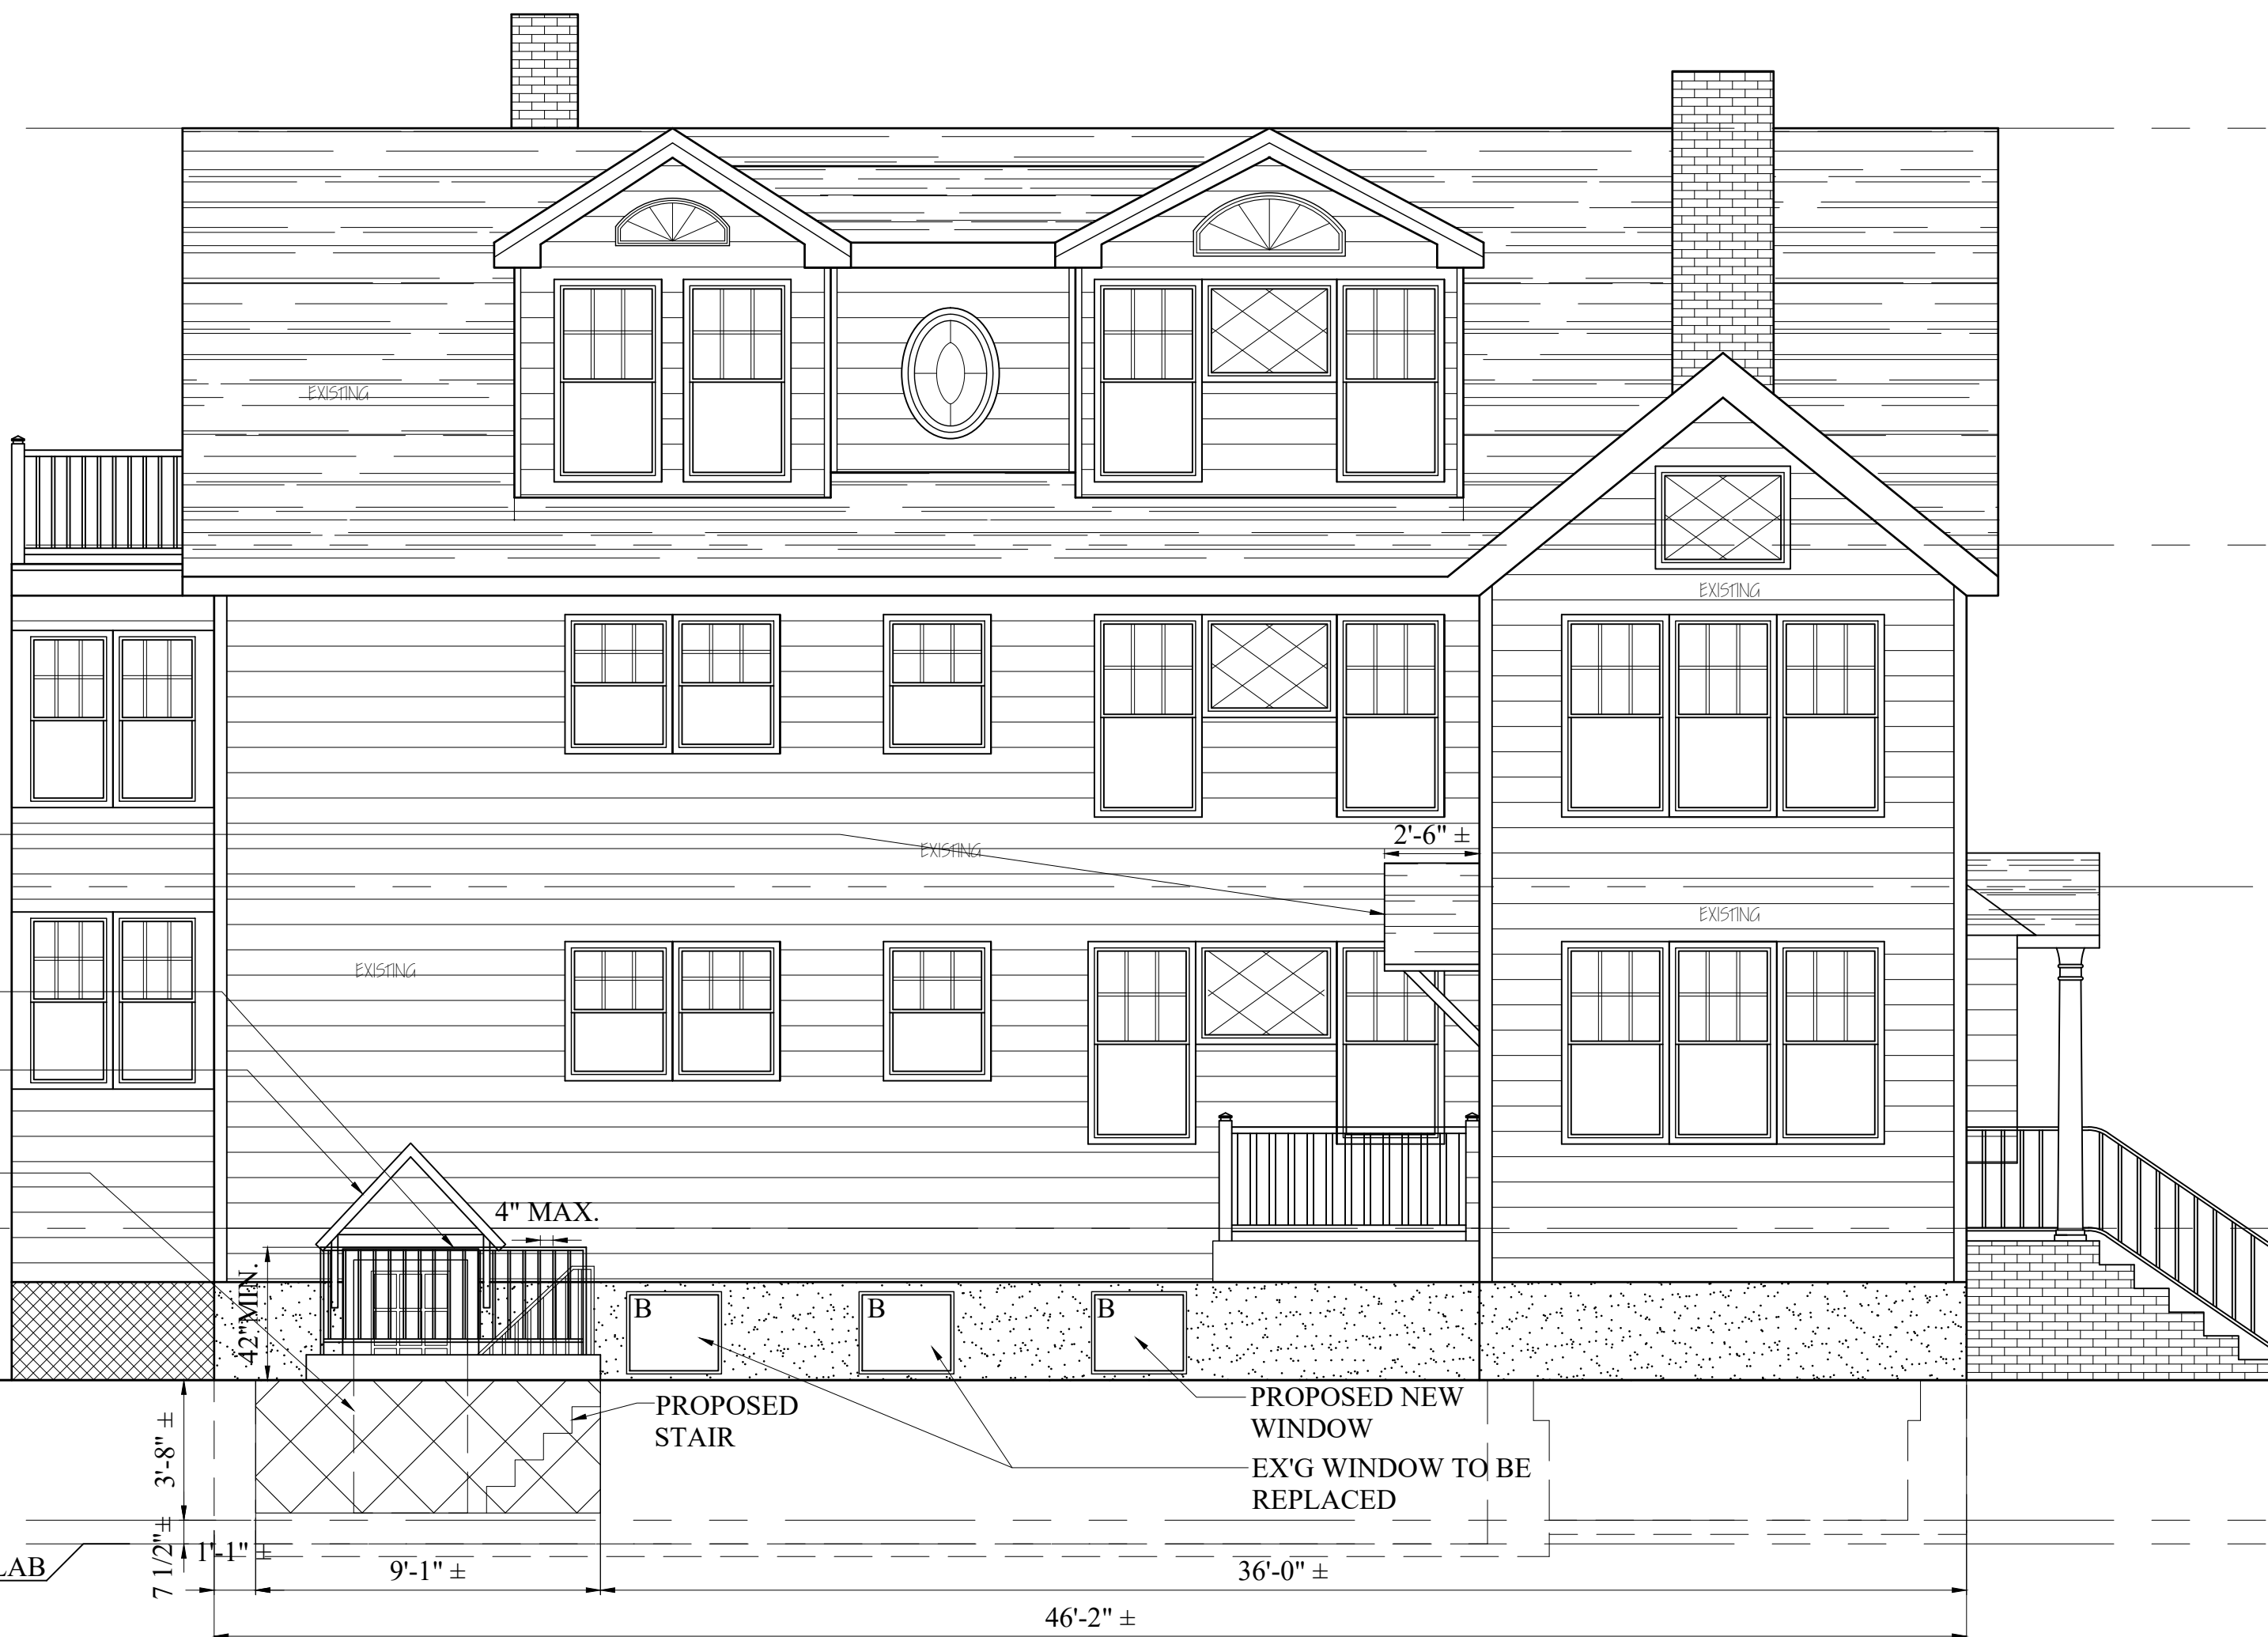 EXISTING
EXISTING
2'-6" ±
EXISTING
EXISTING
EXISTING
4" MAX.
42" MIN.
B
B
B
PROPOSED
STAIR
PROPOSED NEW
WINDOW
EX'G WINDOW TO BE
REPLACED
3'-8" ±
7 1/2"±
1'-1" ±
LAB
9'-1" ±
36'-0" ±
46'-2" ±